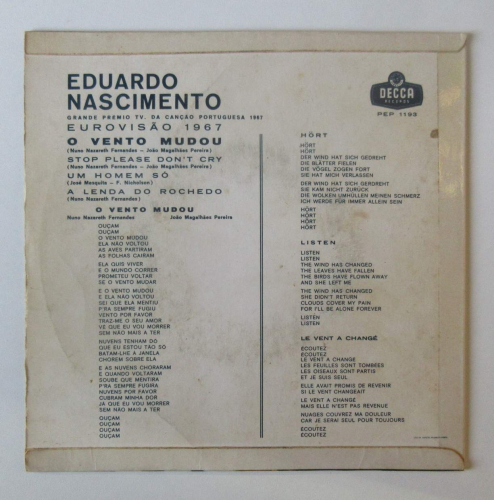 EDUARDO
NASCIMENTO
GRANDE PREMIO TV. DA CANÇÃO PORTUGUESA 1967
EUROVISÃO 1967
O VENTO MUDOU
(Nuno Nazareth Fernandes - João Magalhães Pereira)
STOP PLEASE DON'T CRY
(Nuno Nazareth Fernandes - João Magalhães Pereira)
UM HOMEM SÓ
(José Mesquita - F. Nicholson)
A LENDA DO ROCHEDO
(Nuno Nazareth Fernandes)
O VENTO MUDOU
Nuno Nazareth Fernandes João Magalhães Pereira
OUÇAM
OUÇAM
O VENTO MUDOU
ELA NÃO VOLTOU
AS AVES PARTIRAM
AS FOLHAS CAIRAM
ELA QUIS VIVER
E O MUNDO CORRER
PROMETEU VOLTAR
SE O VENTO MUDAR
E O VENTO MUDOU
E ELA NÃO VOLTOU
SEI QUE ELA MENTIU
P'RA SEMPRE FUGIU
VENTO POR FAVOR
TRAZ-ME O SEU AMOR
VÊ QUE EU VOU MORRER
SEM NÃO MAIS A TER
NUVENS TENHAM DÓ
QUE EU ESTOU TÃO SÓ
BATAM-LHE A JANELA
CHOREM SOBRE ELA
E AS NUVENS CHORARAM
E QUANDO VOLTARAM
SOUBE QUE MENTIRA
P'RA SEMPRE FUGIRA
NUVENS POR FAVOR
CUBRAM MINHA DOR
JÁ QUE EU VOU MORRER
SEM NÃO MAIS A TER
OUÇAM
OUÇAM
OUÇAM
OUÇAM
DECCA
RECORDS
PEP 1193
HÖRT
HÖRT
HÖRT
DER WIND HAT SICH GEDREHT
DIE BLÄTTER FIELEN
DIE VÖGEL ZOGEN FORT
SIE HAT MICH VERLASSEN
DER WIND HAT SICH GERDREHT
SIE KAM NICHT ZURUCK
DIE WOLKEN UMHÜLLEN MEINEN SCHMERZ
ICH WERDE FÜR IMMER ALLEIN SEIN
HÖRT
HÖRT
HÖRT
HÖRT
LISTEN
LISTEN
LISTEN
THE WIND HAS CHANGED
THE LEAVES HAVE FALLEN
THE BIRDS HAVE FLOWN AWAY
AND SHE LEFT ME
THE WIND HAS CHANGED
SHE DIDN'T RETURN
CLOUDS COVER MY PAIN
FOR I'LL BE ALONE FOREVER
LISTEN
LISTEN
LE VENT A CHANGÉ
ECOUTEZ
ÉCOUTEZ
LE VENT A CHANGE
LES FEUILLES SONT TOMBÉES
LES OISEAUX SONT PARTIS
ET JE SUIS SEUL
ELLE AVAIT PROMIS DE REVENIR
SI LE VENT CHANGEAIT
LE VENT A CHANGE
MAIS ELLE N'EST PAS REVENUE
NUAGES COUVREZ MA DOULEUR
CAR JE SERAI SEUL POUR TOUJOURS
ECOUTEZ
ECOUTEZ